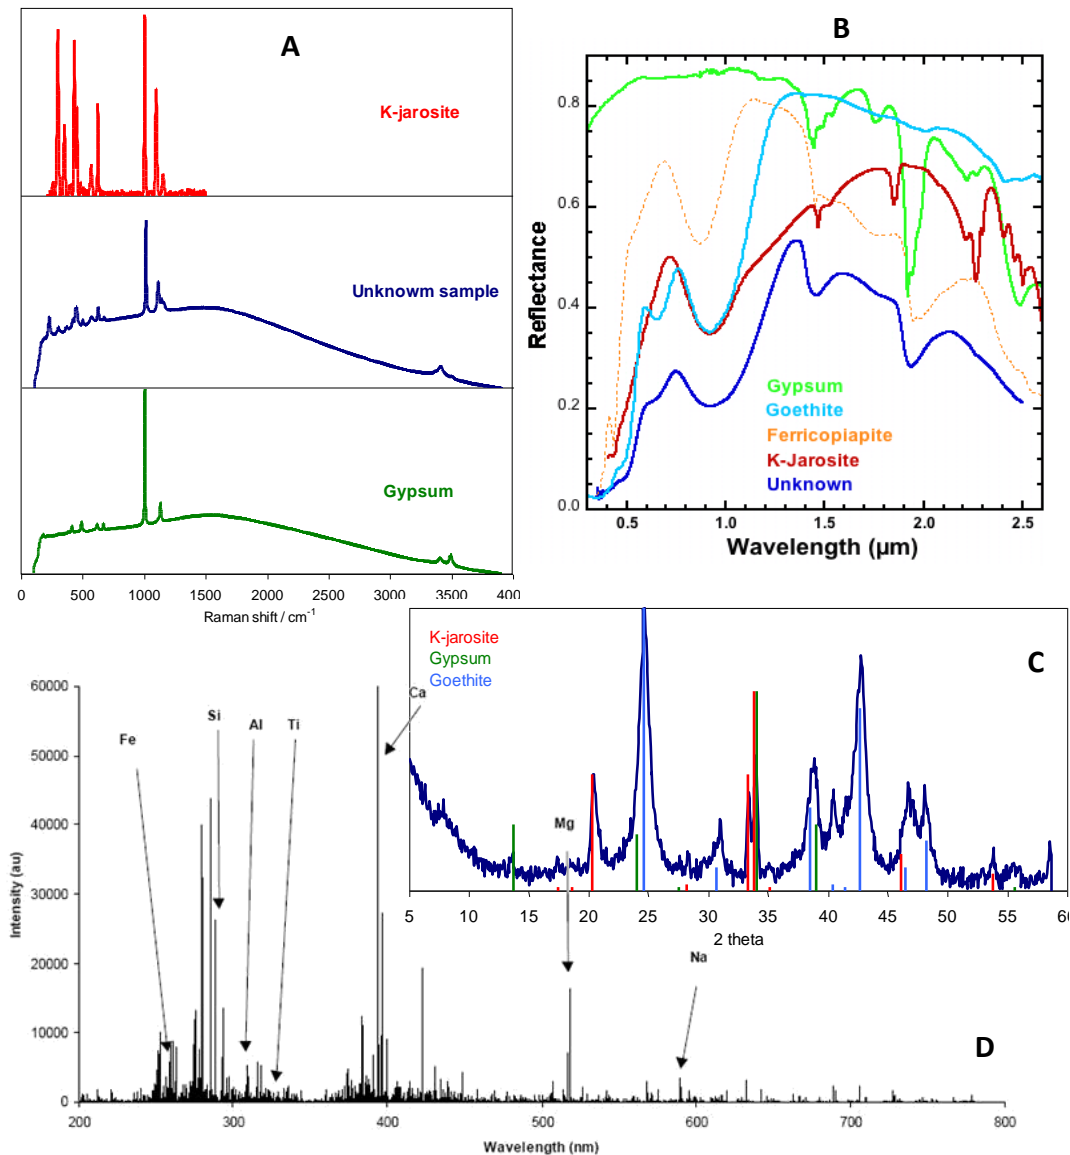 A
K-jarosite
Unknowm sample
Gypsum
0 500 1000 1500 2000 2500 3000 3500 400
Raman shift / cm-1
B
0.8
0.6
0.4
0.2
0.0
Reflectance
Gypsum
Goethite
Ferricopiapite
K-Jarosite
Unknown
0.5 1.0 1.5 2.0 2.5
Wavelength (µm)
K-jarosite
Gypsum
Goethite
C
5 10 15 20 25 30 35 40 45 50 55 60
2 theta
60000
50000
40000
30000
20000
10000
0
Intensity (au)
Fe
Si
Al
Ti
Ca
Mg
Na
D
200 300 400 500 600 700 800
Wavelength (nm)